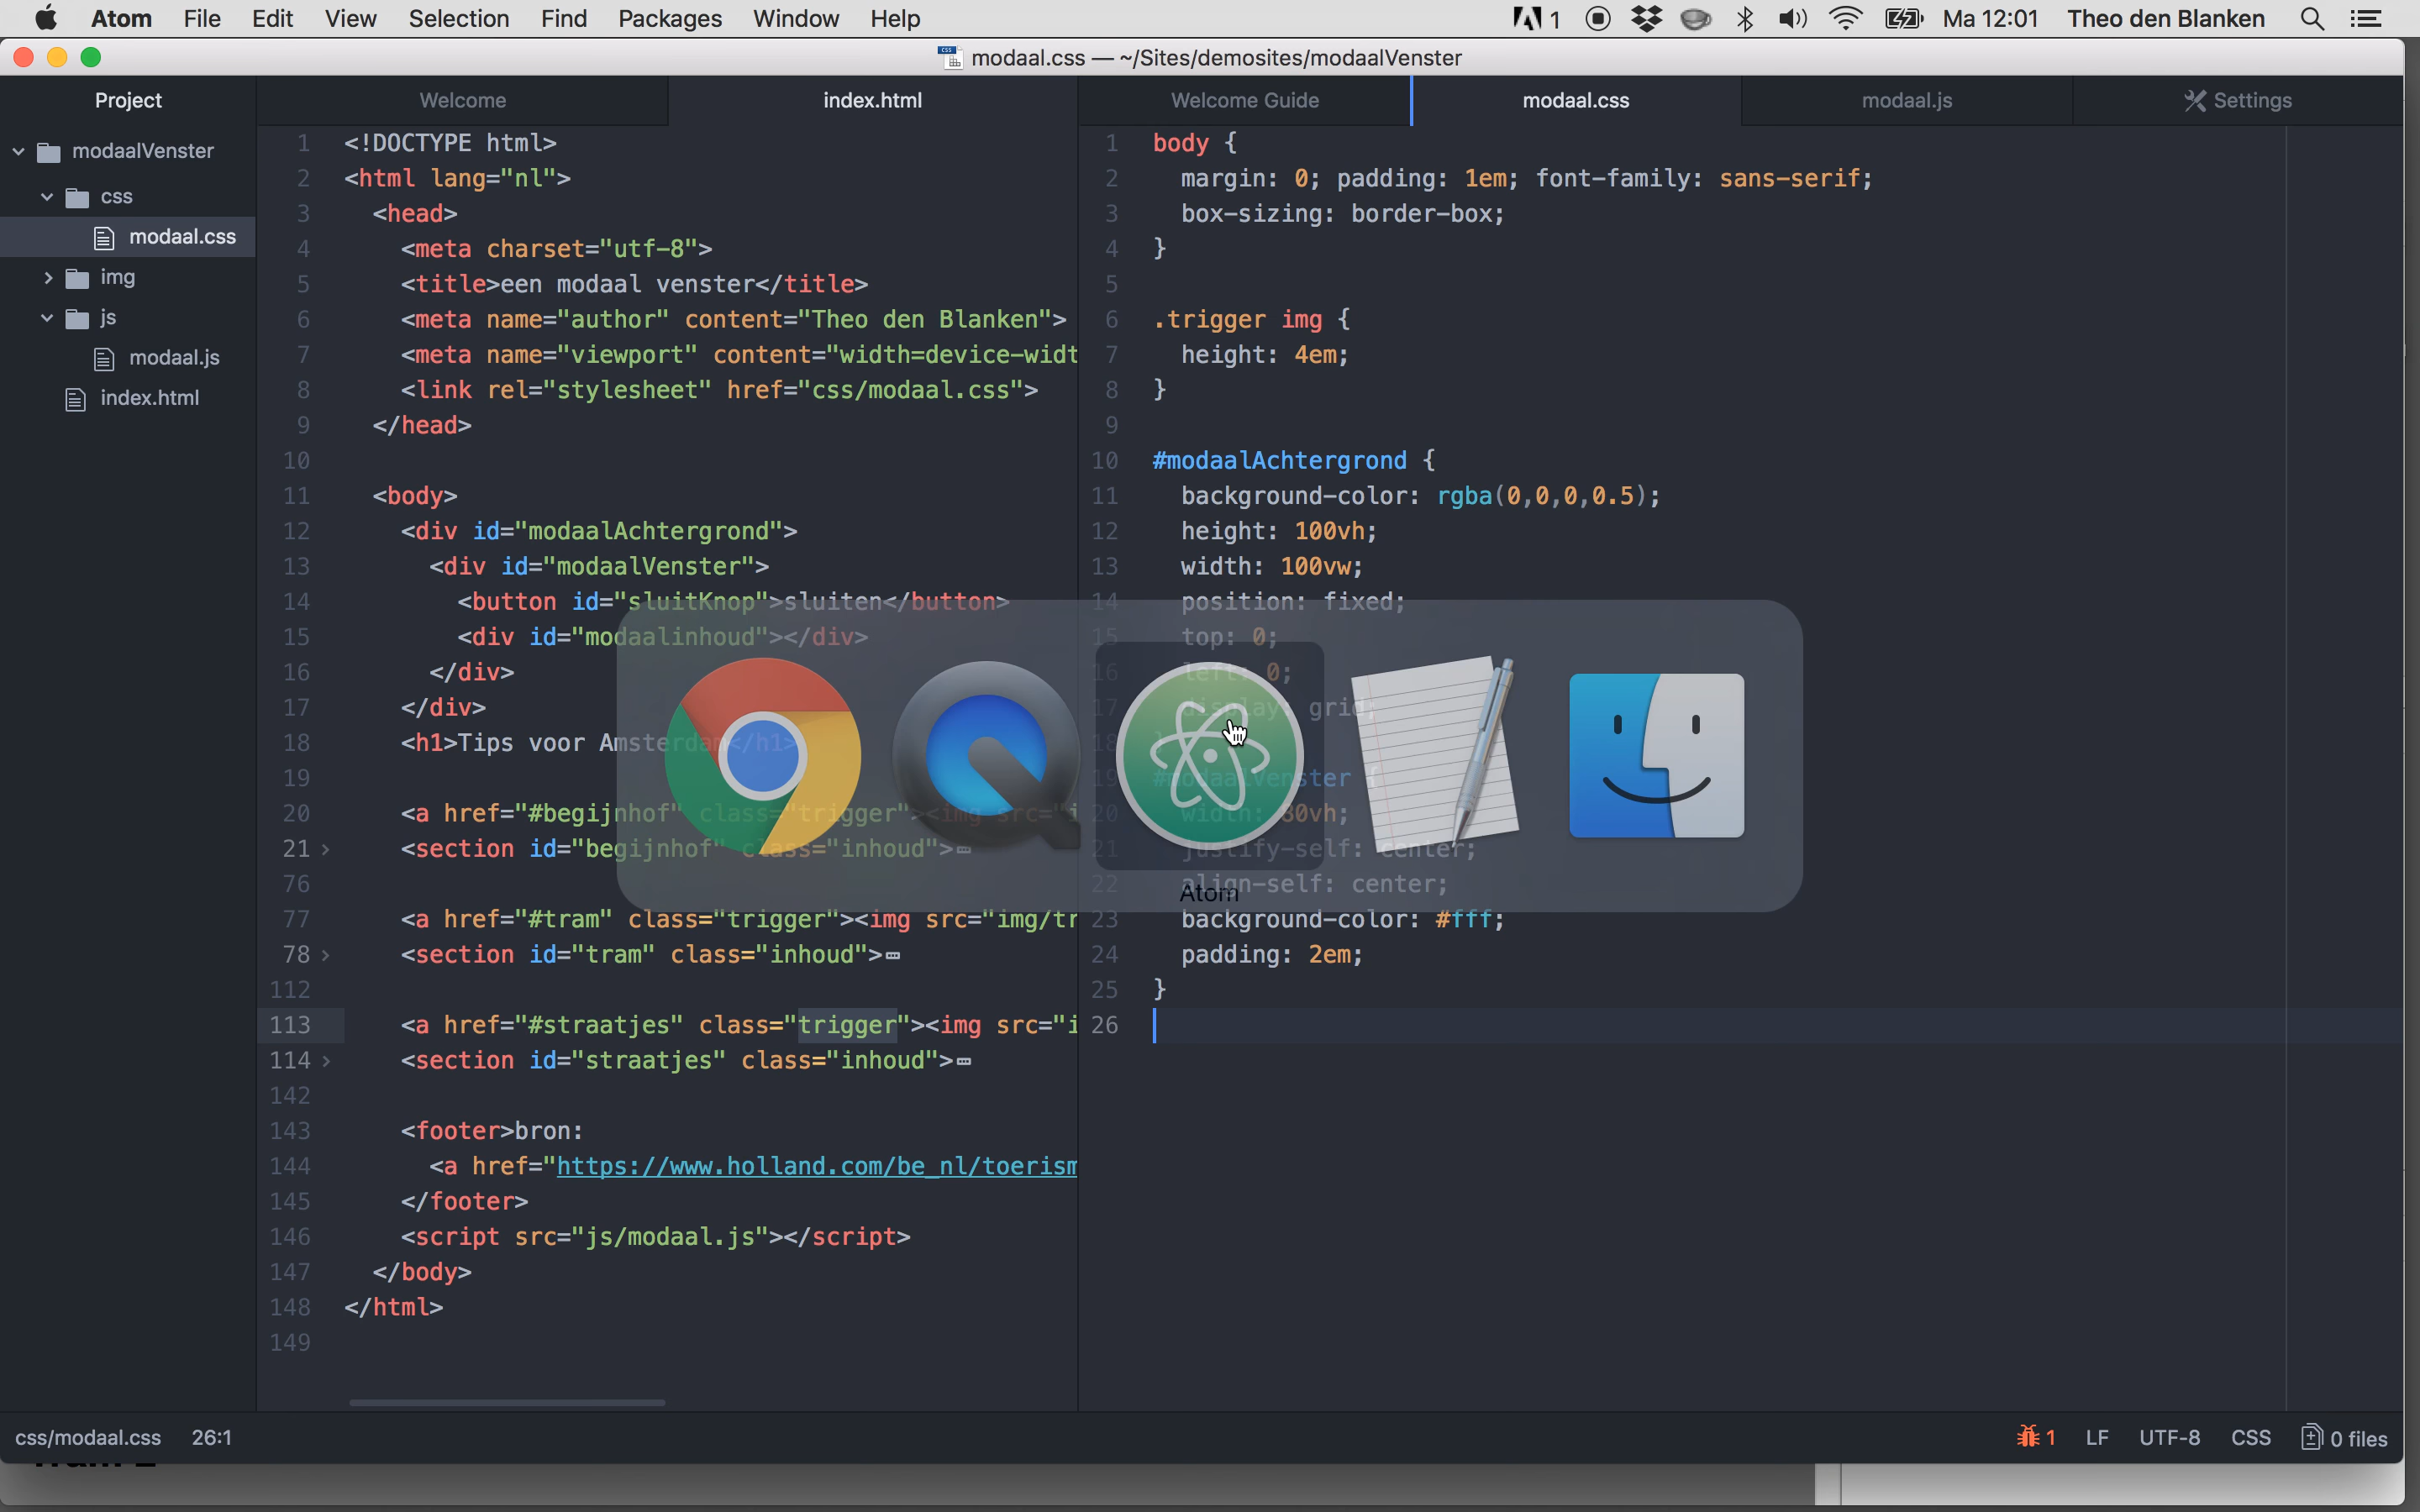 Atom File Edit View Selection Find Packages Window Help 1 Ma 12:01 Theo den Blanken
modaal.css — ~/Sites/demosites/modaalVenster
Project
modaalVenster
css
modaal.css
img
js
modaal.js
index.html
Welcome index.html
1 <!DOCTYPE html>
2 <html lang="nl">
3 <head>
4 <meta charset="utf-8">
5 <title>een modaal venster</title>
6 <meta name="author" content="Theo den Blanken">
7 <meta name="viewport" content="width=device-widt
8 <link rel="stylesheet" href="css/modaal.css">
9 </head>
10
11 <body>
12 <div id="modaalAchtergrond">
13 <div id="modaalVenster">
14 <button id="sluitKnop">sluiten</button>
15 <div id="modaalinhoud"></div>
16 </div>
17 </div>
18 <h1>Tips voor Amsterdam</h1>
19
20 <a href="#begijnhof" class="trigger"><img src="i
21 <section id="begijnhof" class="inhoud">
76
77 <a href="#tram" class="trigger"><img src="img/tr
78 <section id="tram" class="inhoud">
112
113 <a href="#straatjes" class="trigger"><img src="i
114 <section id="straatjes" class="inhoud">
142
143 <footer>bron:
144 <a href="https://www.holland.com/be_nl/toerism
145 </footer>
146 <script src="js/modaal.js"></script>
147 </body>
148 </html>
149
Welcome Guide modaal.css modaal.js Settings
1 body {
2 margin: 0; padding: 1em; font-family: sans-serif;
3 box-sizing: border-box;
4 }
5
6 .trigger img {
7 height: 4em;
8 }
9
10 #modaalAchtergrond {
11 background-color: rgba(0,0,0,0.5);
12 height: 100vh;
13 width: 100vw;
14 position: fixed;
15 top: 0;
16 left: 0;
17 display: grid;
18 }
19 #modaalVenster {
20 width: 80vh;
21 justify-self: center;
22 align-self: center;
23 background-color: #fff;
24 padding: 2em;
25 }
26
Atom
css/modaal.css 26:1 1 LF UTF-8 CSS 0 files